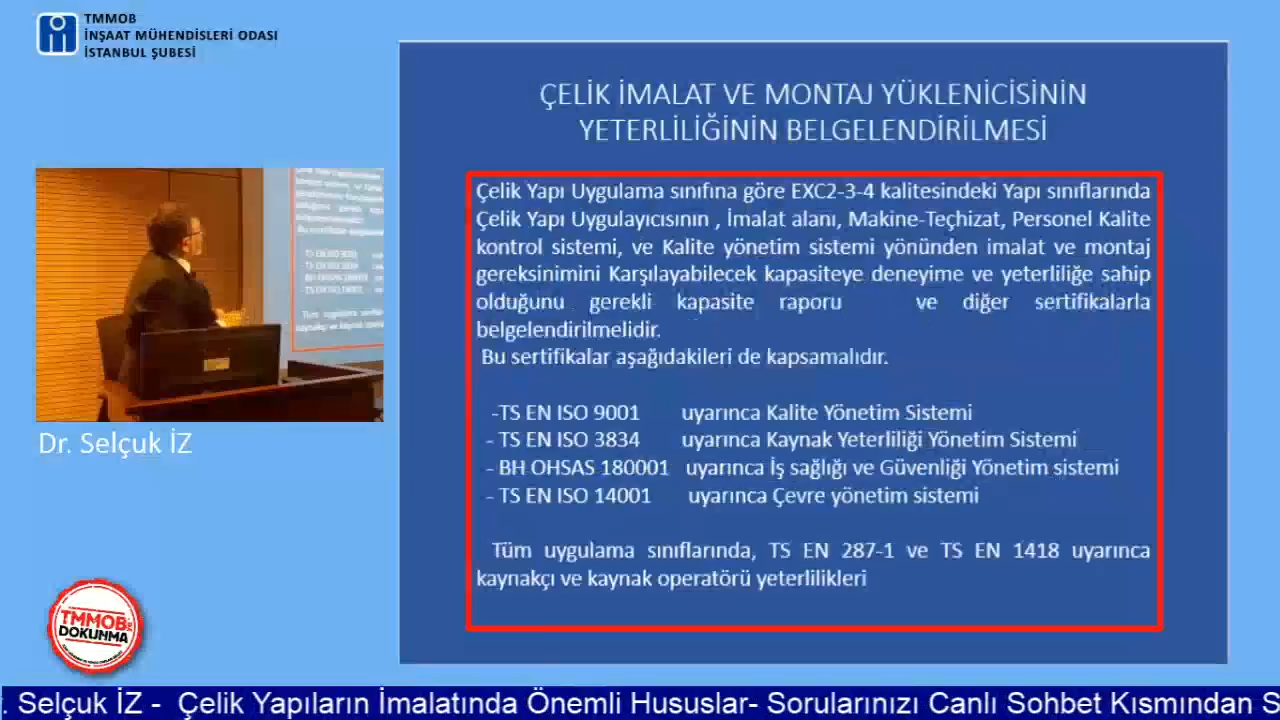 TMMOB
İNŞAAT MÜHENDİSLERİ ODASI
İSTANBUL ŞUBESİ
ÇELİK İMALAT VE MONTAJ YÜKLENİCİSİNİN
YETERLİLİĞİNİN BELGELENDİRİLMESİ
Çelik Yapı Uygulama sınıfına göre EXC2-3-4 kalitesindeki Yapı sınıflarında
Çelik Yapı Uygulayıcısının , İmalat alanı, Makine-Teçhizat, Personel Kalite
kontrol sistemi, ve Kalite yönetim sistemi yönünden imalat ve montaj
gereksinimini Karşılayabilecek kapasiteye deneyime ve yeterliliğe sahip
olduğunu gerekli kapasite raporu ve diğer sertifikalarla
belgelendirilmelidir.
Bu sertifikalar aşağıdakileri de kapsamalıdır.
-TS EN ISO 9001 uyarınca Kalite Yönetim Sistemi
- TS EN ISO 3834 uyarınca Kaynak Yeterliliği Yönetim Sistemi
- BH OHSAS 180001 uyarınca İş sağlığı ve Güvenliği Yönetim sistemi
- TS EN ISO 14001 uyarınca Çevre yönetim sistemi
Tüm uygulama sınıflarında, TS EN 287-1 ve TS EN 1418 uyarınca
kaynakçı ve kaynak operatörü yeterlilikleri
Dr. Selçuk İZ
TMMOB
DOKUNMA
. Selçuk İZ - Çelik Yapıların İmalatında Önemli Hususlar- Sorularınızı Canlı Sohbet Kısmından S